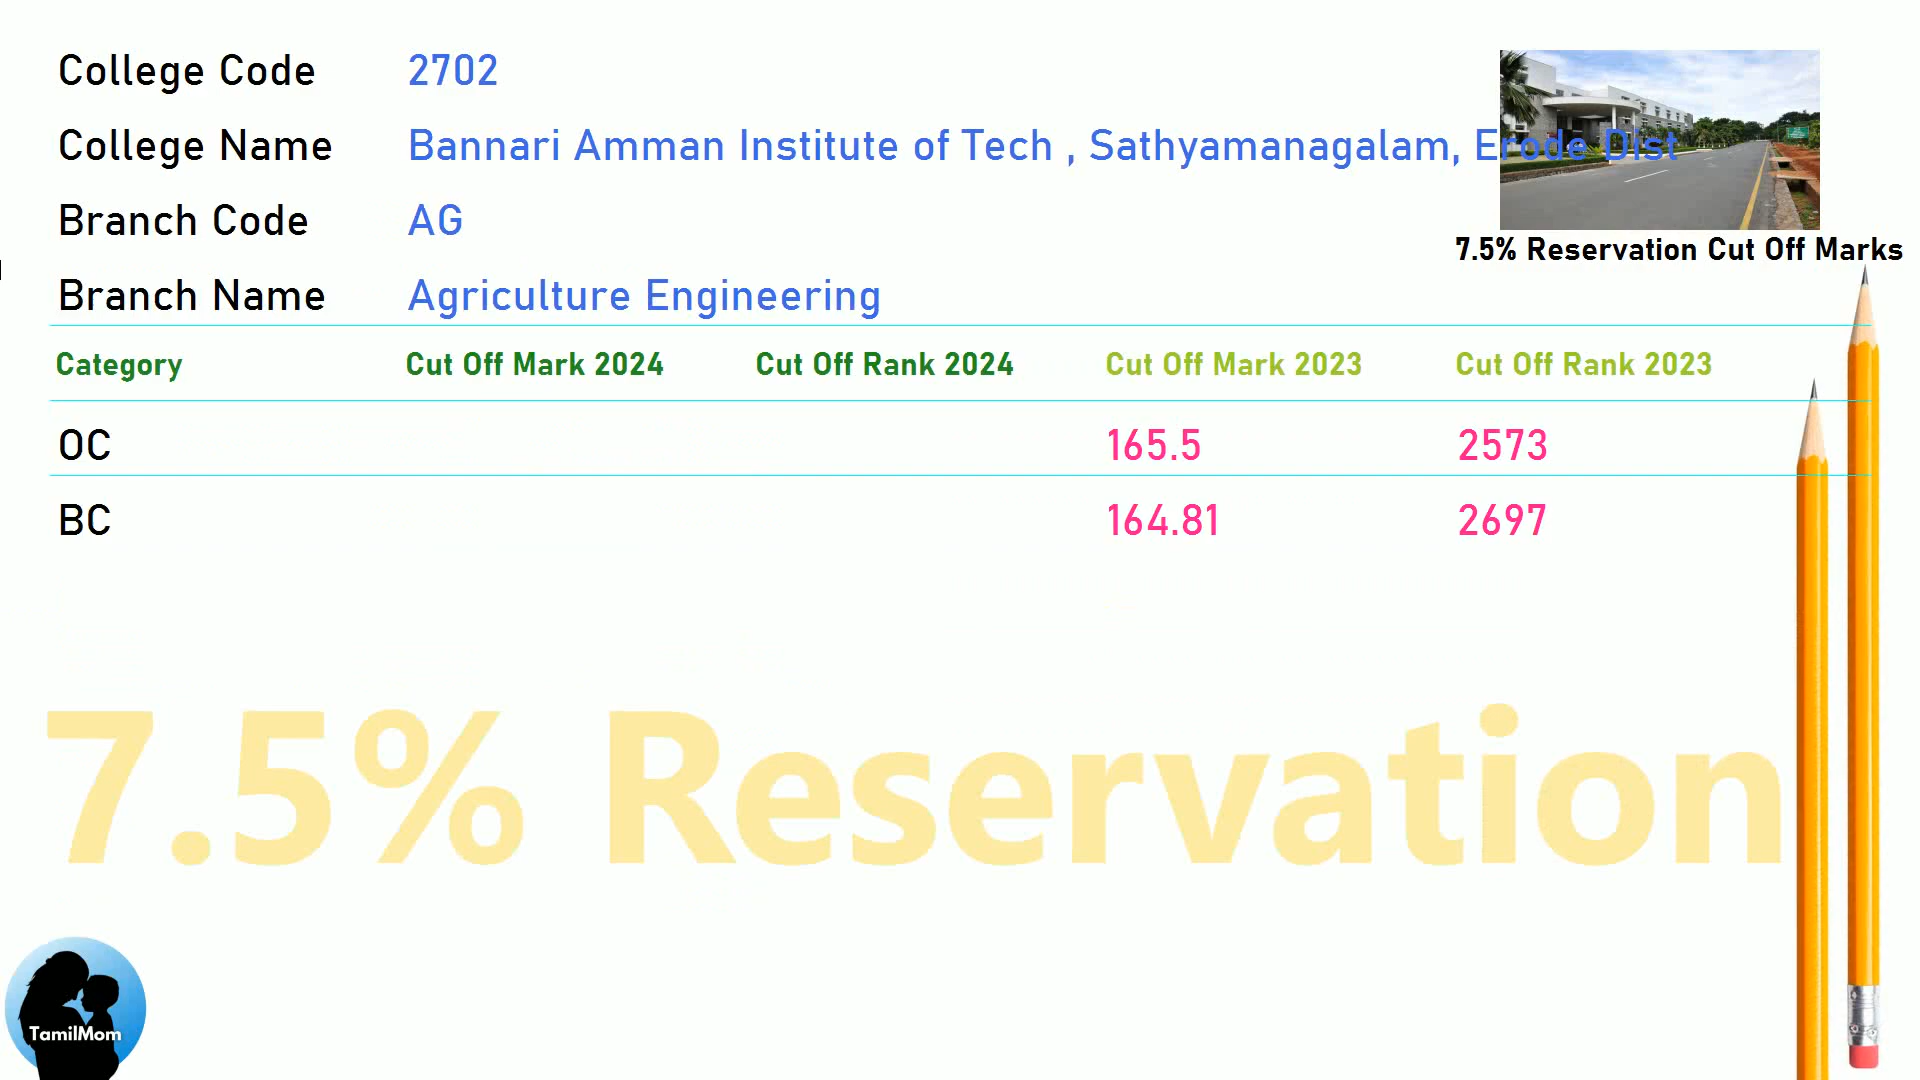 College Code 2702
College Name Bannari Amman Institute of Tech , Sathyamanagalam, Erode Dist
Branch Code AG
7.5% Reservation Cut Off Marks
Branch Name Agriculture Engineering
Category Cut Off Mark 2024 Cut Off Rank 2024 Cut Off Mark 2023 Cut Off Rank 2023
OC 165.5 2573
BC 164.81 2697
7.5% Reservation
TamilMom